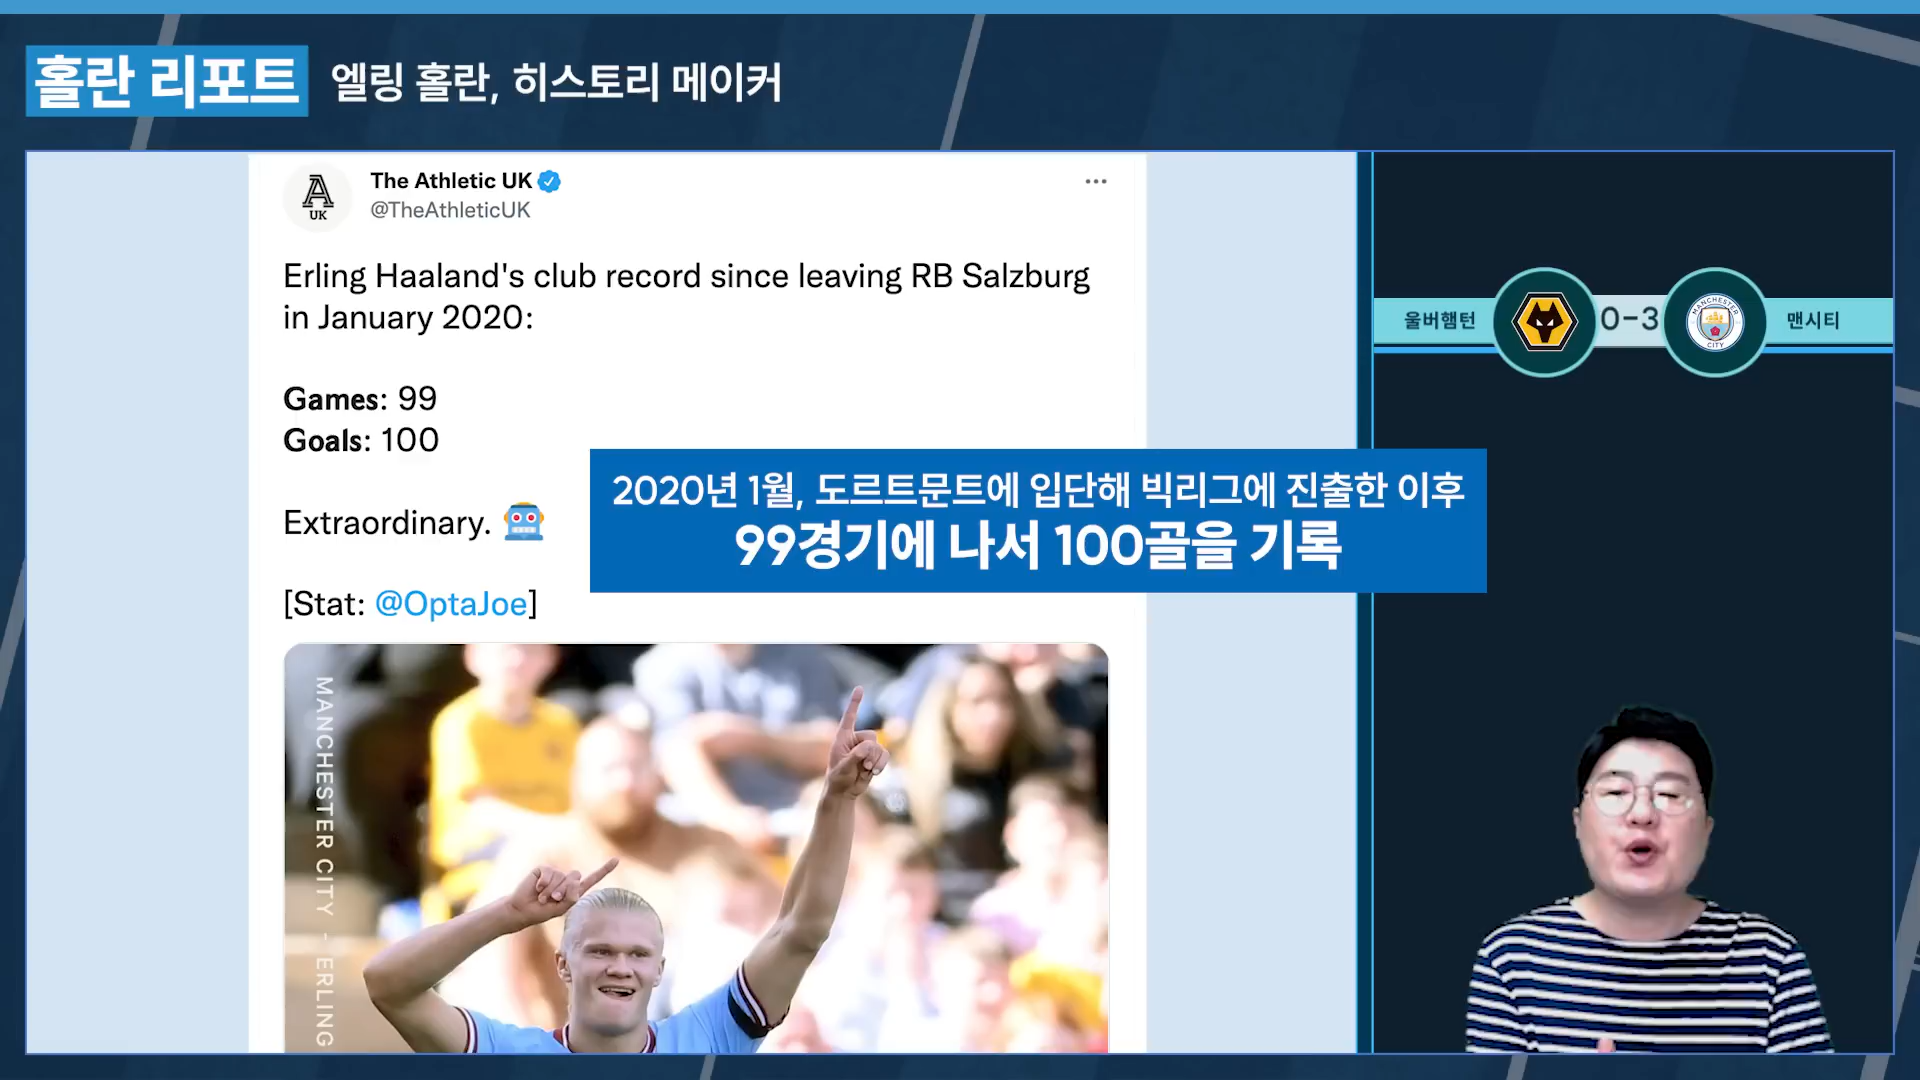 홀란 리포트 엘링 홀란, 히스토리 메이커
A
UK
The Athletic UK
@TheAthleticUK
Erling Haaland's club record since leaving RB Salzburg
in January 2020:
Games: 99
Goals: 100
Extraordinary.
[Stat: @OptaJoe]
2020년 1월, 도르트문트에 입단해 빅리그에 진출한 이후
99경기에 나서 100골을 기록
울버햄턴 0-3 맨시티
MANCHESTER CITY
MANCHESTER CITY - ERLING